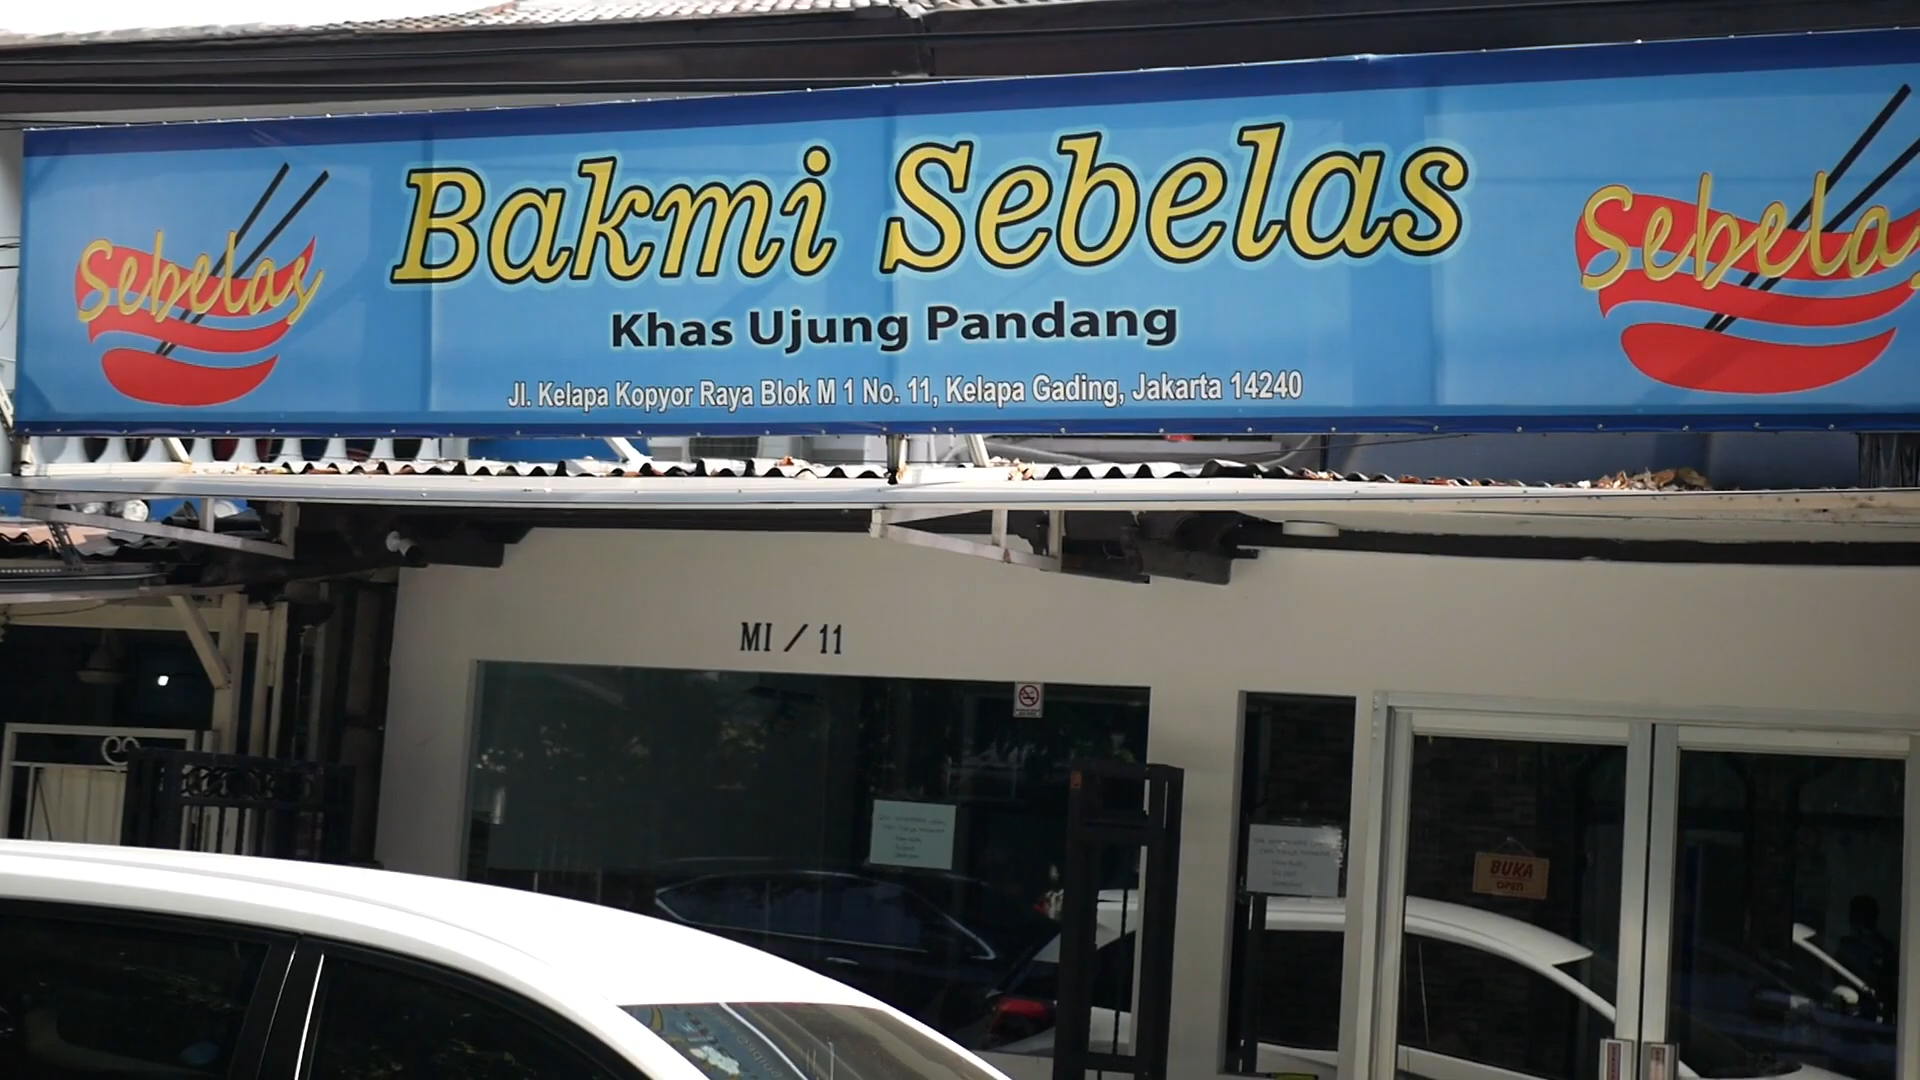 Bakmi Sebelas
Sebelas
Sebelas
Khas Ujung Pandang
Jl. Kelapa Kopyor Raya Blok M 1 No. 11, Kelapa Gading, Jakarta 14240
MI / 11
BUKA
OPEN